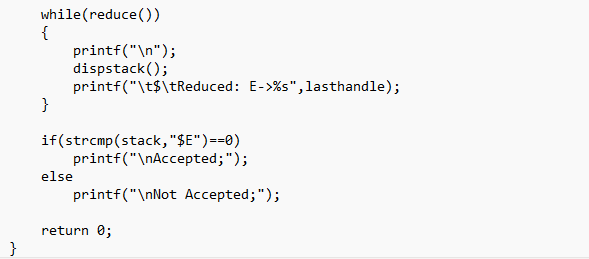 while(reduce())
{
printf("\n");
dispstack();
printf("\t$\tReduced: E->%s",lasthandle);
}
if(strcmp(stack,"$E")==0)
printf("\nAccepted;");
else
printf("\nNot Accepted;");
return 0;
}